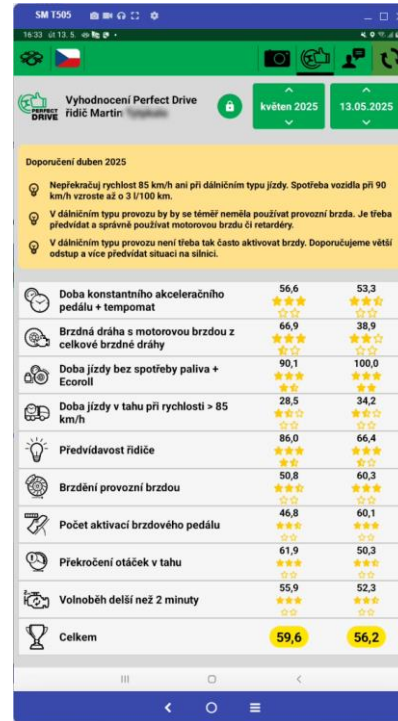 SM T505
16:33 út 13. 5.
PERFECT DRIVE
Vyhodnocení Perfect Drive
řidič Martin
květen 2025
13.05.2025
Doporučení duben 2025
Nepřekračuj rychlost 85 km/h ani při dálničním typu jízdy. Spotřeba vozidla při 90
km/h vzroste až o 3 l/100 km.
V dálničním typu provozu by by se téměř neměla používat provozní brzda. Je třeba
předvídat a správně používat motorovou brzdu či retardéry.
V dálničním typu provozu není třeba tak často aktivovat brzdy. Doporučujeme větší
odstup a více předvídat situaci na silnici.
Doba konstantního akceleračního
pedálu + tempomat
56,6
53,3
Brzdná dráha s motorovou brzdou z
celkové brzdné dráhy
66,9
38,9
Doba jízdy bez spotřeby paliva +
Ecoroll
90,1
100,0
Doba jízdy v tahu při rychlosti > 85
km/h
28,5
34,2
Předvídavost řidiče
86,0
66,4
Brzdění provozní brzdou
50,8
60,3
Počet aktivací brzdového pedálu
46,8
60,1
Překročení otáček v tahu
61,9
50,3
Volnoběh delší než 2 minuty
55,9
52,3
Celkem
59,6
56,2